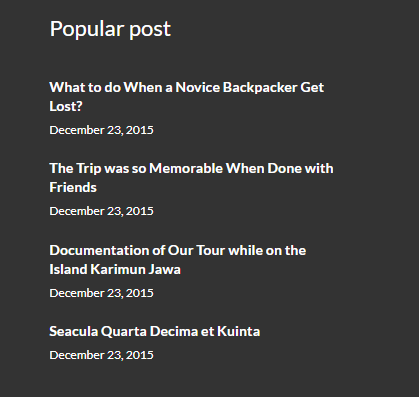 Popular post
What to do When a Novice Backpacker Get
Lost?
December 23, 2015
The Trip was so Memorable When Done with
Friends
December 23, 2015
Documentation of Our Tour while on the
Island Karimun Jawa
December 23, 2015
Seacula Quarta Decima et Kuinta
December 23, 2015